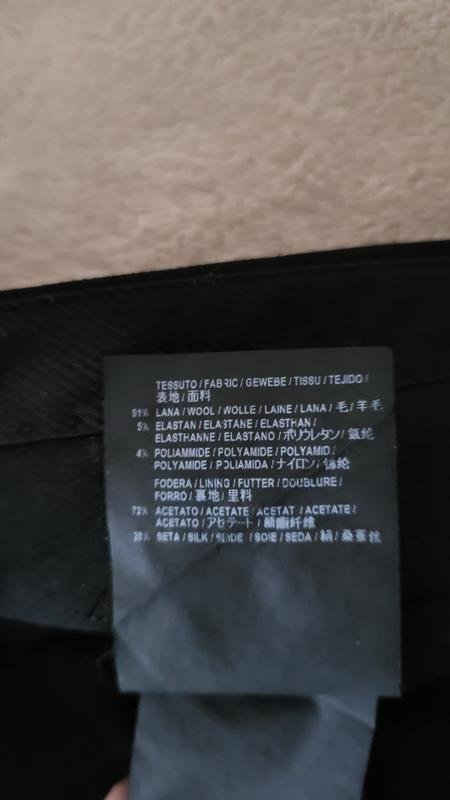 TESSUTO / FABRIC / GEWEBE / TISSU / TEJIDO /
表地 / 面料
91% LANA / WOOL / WOLLE / LAINE / LANA / 毛 / 羊毛
5% ELASTAN / ELASTANE / ELASTHAN /
ELASTHANNE / ELASTANO / ポリウレタン / 氨纶
4% POLIAMMIDE / POLYAMIDE / POLYAMID /
POLYAMIDE / POLIAMIDA / ナイロン / 锦纶
FODERA / LINING / FUTTER / DOUBLURE /
FORRO / 裏地 / 里料
72% ACETATO / ACETATE / ACETAT / ACETATE /
ACETATO / アセテート / 醋酯纤维
28% SETA / SILK / SEIDE / SOIE / SEDA / 絹 / 桑蚕丝